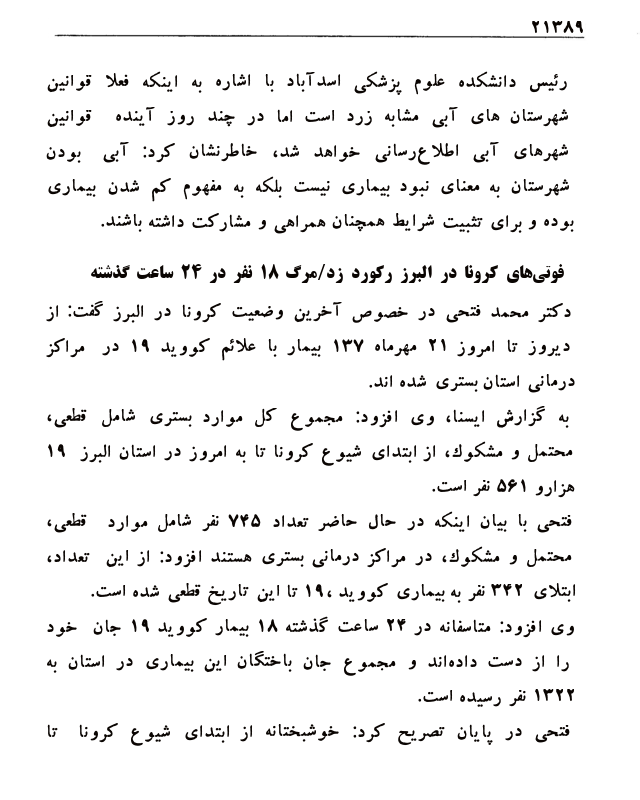 ۲۱۳۸۹
رئیس دانشکده علوم پزشکی اسدآباد با اشاره به اینکه فعلا قوانین
شهرستان های آبی مشابه زرد است اما در چند روز آینده قوانین
شهرهای آبی اطلاع‌رسانی خواهد شد، خاطرنشان کرد: آبی بودن
شهرستان به معنای نبود بیماری نیست بلکه به مفهوم کم شدن بیماری
بوده و برای تثبیت شرایط همچنان همراهی و مشارکت داشته باشند.
فوتی‌های کرونا در البرز رکورد زد/مرگ ۱۸ نفر در ۲۴ ساعت گذشته
دکتر محمد فتحی در خصوص آخرین وضعیت کرونا در البرز گفت: از
دیروز تا امروز ۲۱ مهرماه ۱۳۷ بیمار با علائم کووید ۱۹ در مراکز
درمانی استان بستری شده اند.
به گزارش ایسنا، وی افزود: مجموع کل موارد بستری شامل قطعی،
محتمل و مشکوك، از ابتدای شیوع کرونا تا به امروز در استان البرز ۱۹
هزارو ۵۶۱ نفر است.
فتحی با بیان اینکه در حال حاضر تعداد ۷۴۵ نفر شامل موارد قطعی،
محتمل و مشکوك، در مراکز درمانی بستری هستند افزود: از این تعداد،
ابتلای ۳۴۲ نفر به بیماری کووید ،۱۹ تا این تاریخ قطعی شده است.
وی افزود: متاسفانه در ۲۴ ساعت گذشته ۱۸ بیمار کووید ۱۹ جان خود
را از دست داده‌اند و مجموع جان باختگان این بیماری در استان به
۱۳۲۲ نفر رسیده است.
فتحی در پایان تصریح کرد: خوشبختانه از ابتدای شیوع کرونا تا